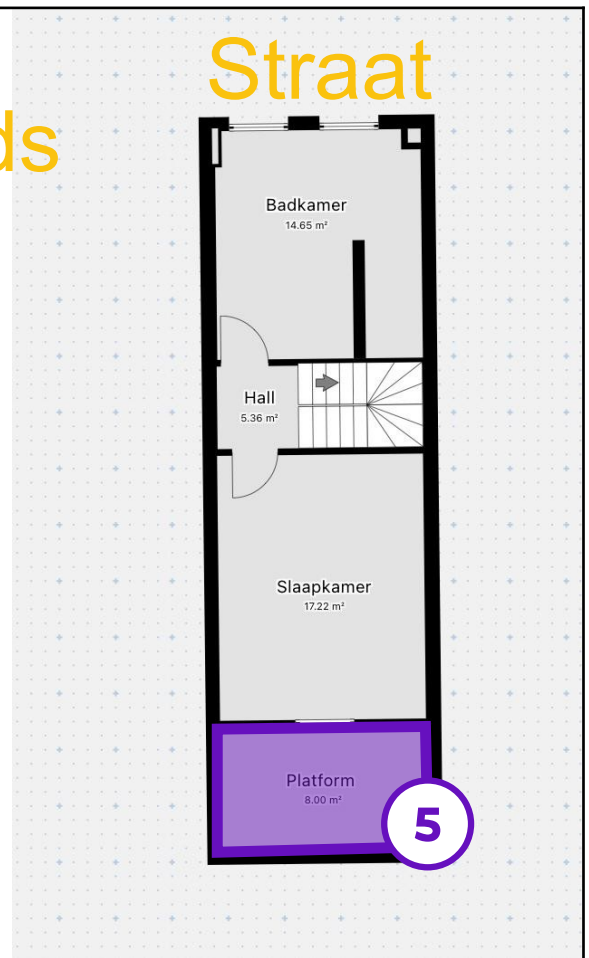 Straat
ds
Badkamer
14.65 m²
Hall
5.36 m²
Slaapkamer
17.22 m²
Platform
8.00 m²
5